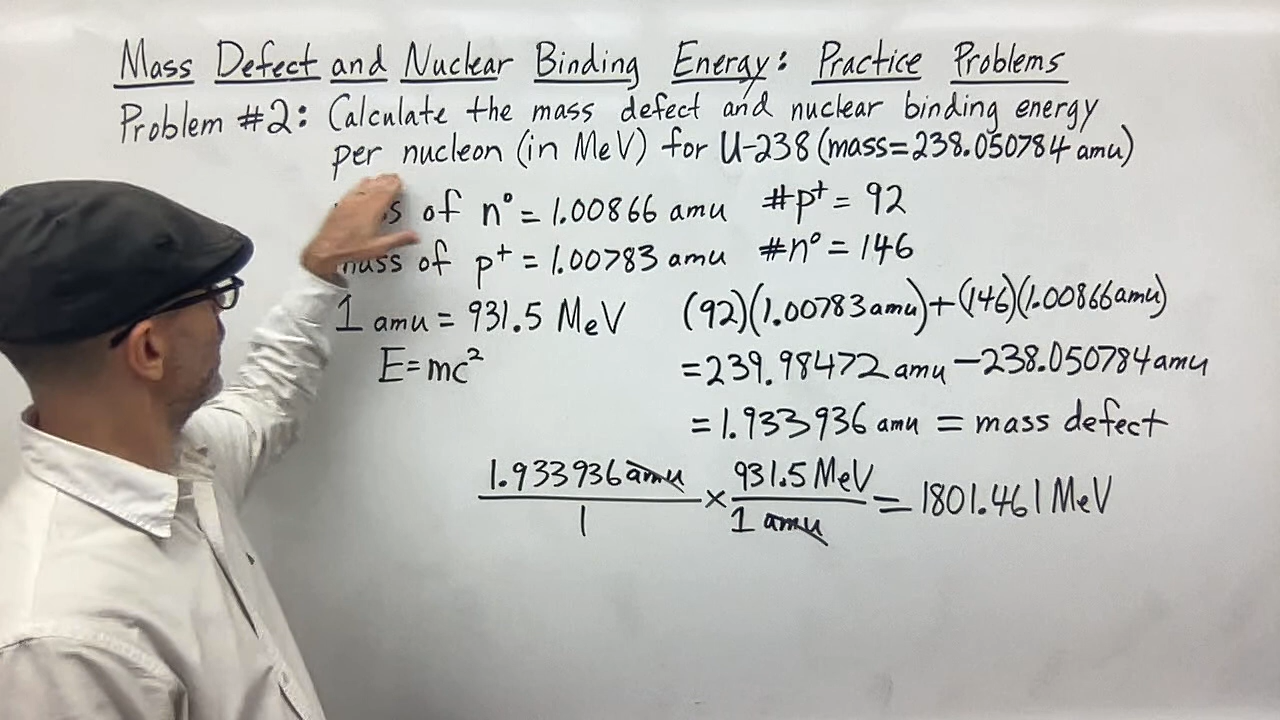 Mass Defect and Nuclear Binding Energy: Practice Problems
Problem #2: Calculate the mass defect and nuclear binding energy
per nucleon (in MeV) for U-238 (mass=238.050784 amu)
of n⁰ = 1.00866 amu #p⁺ = 92
mass of p⁺ = 1.00783 amu #n⁰ = 146
1 amu = 931.5 MeV (92)(1.00783 amu)+(146)(1.00866 amu)
E=mc² =239.98472 amu −238.050784 amu
=1.933936 amu = mass defect
1.933936 amu / 1 × 931.5 MeV / 1 amu = 1801.461 MeV